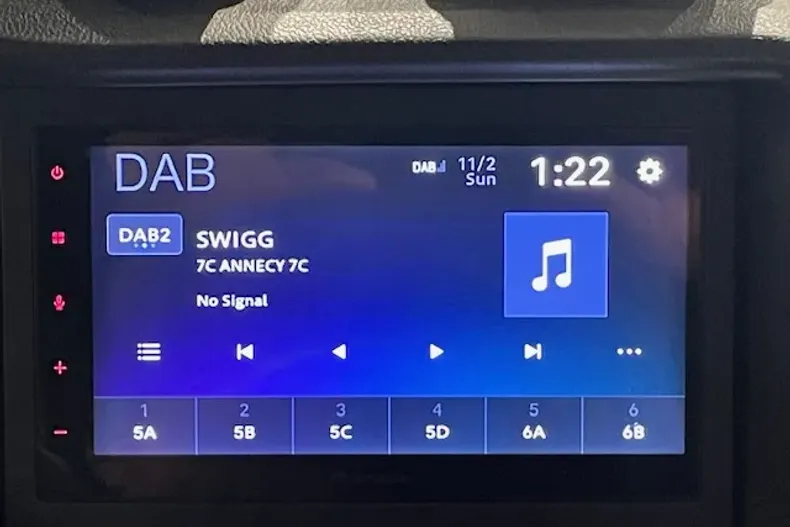 DAB
DAB
11/2
Sun
1:22
DAB2
SWIGG
7C ANNECY 7C
No Signal
1
2
3
4
5
6
5A
5B
5C
5D
6A
6B